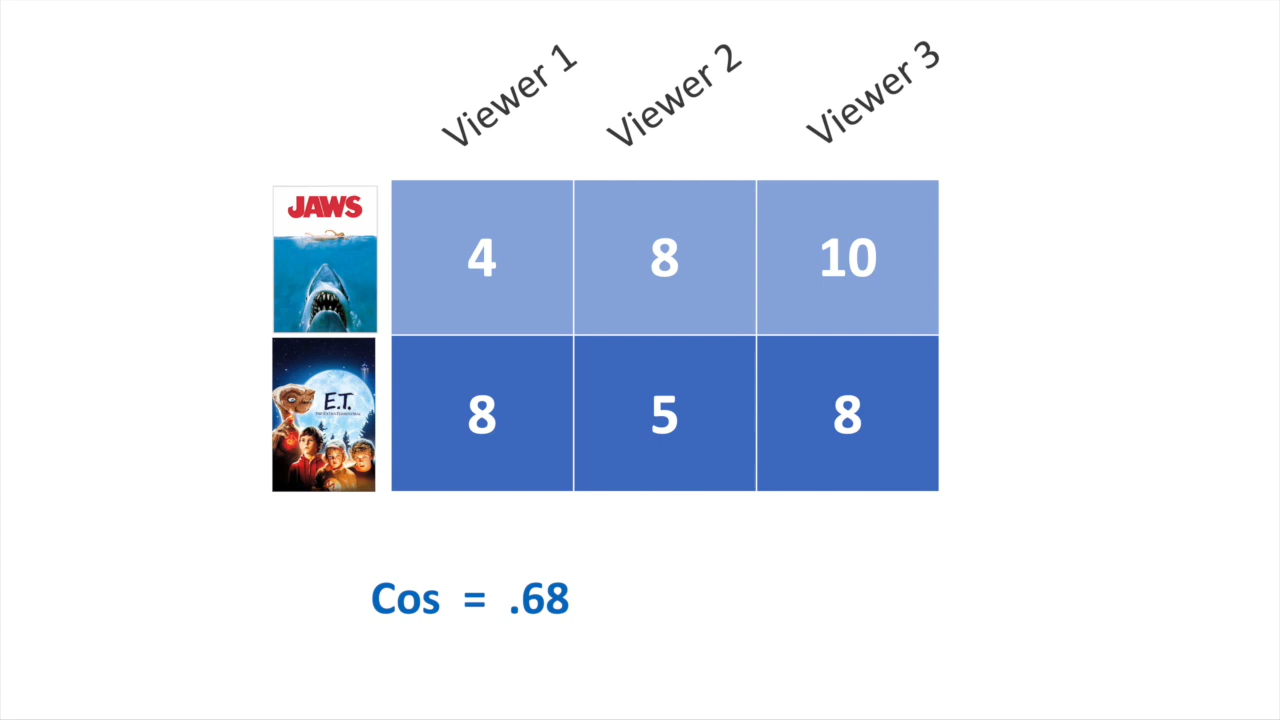 Viewer 1
Viewer 2
Viewer 3
JAWS
4 8 10
E.T.
8 5 8
Cos = .68